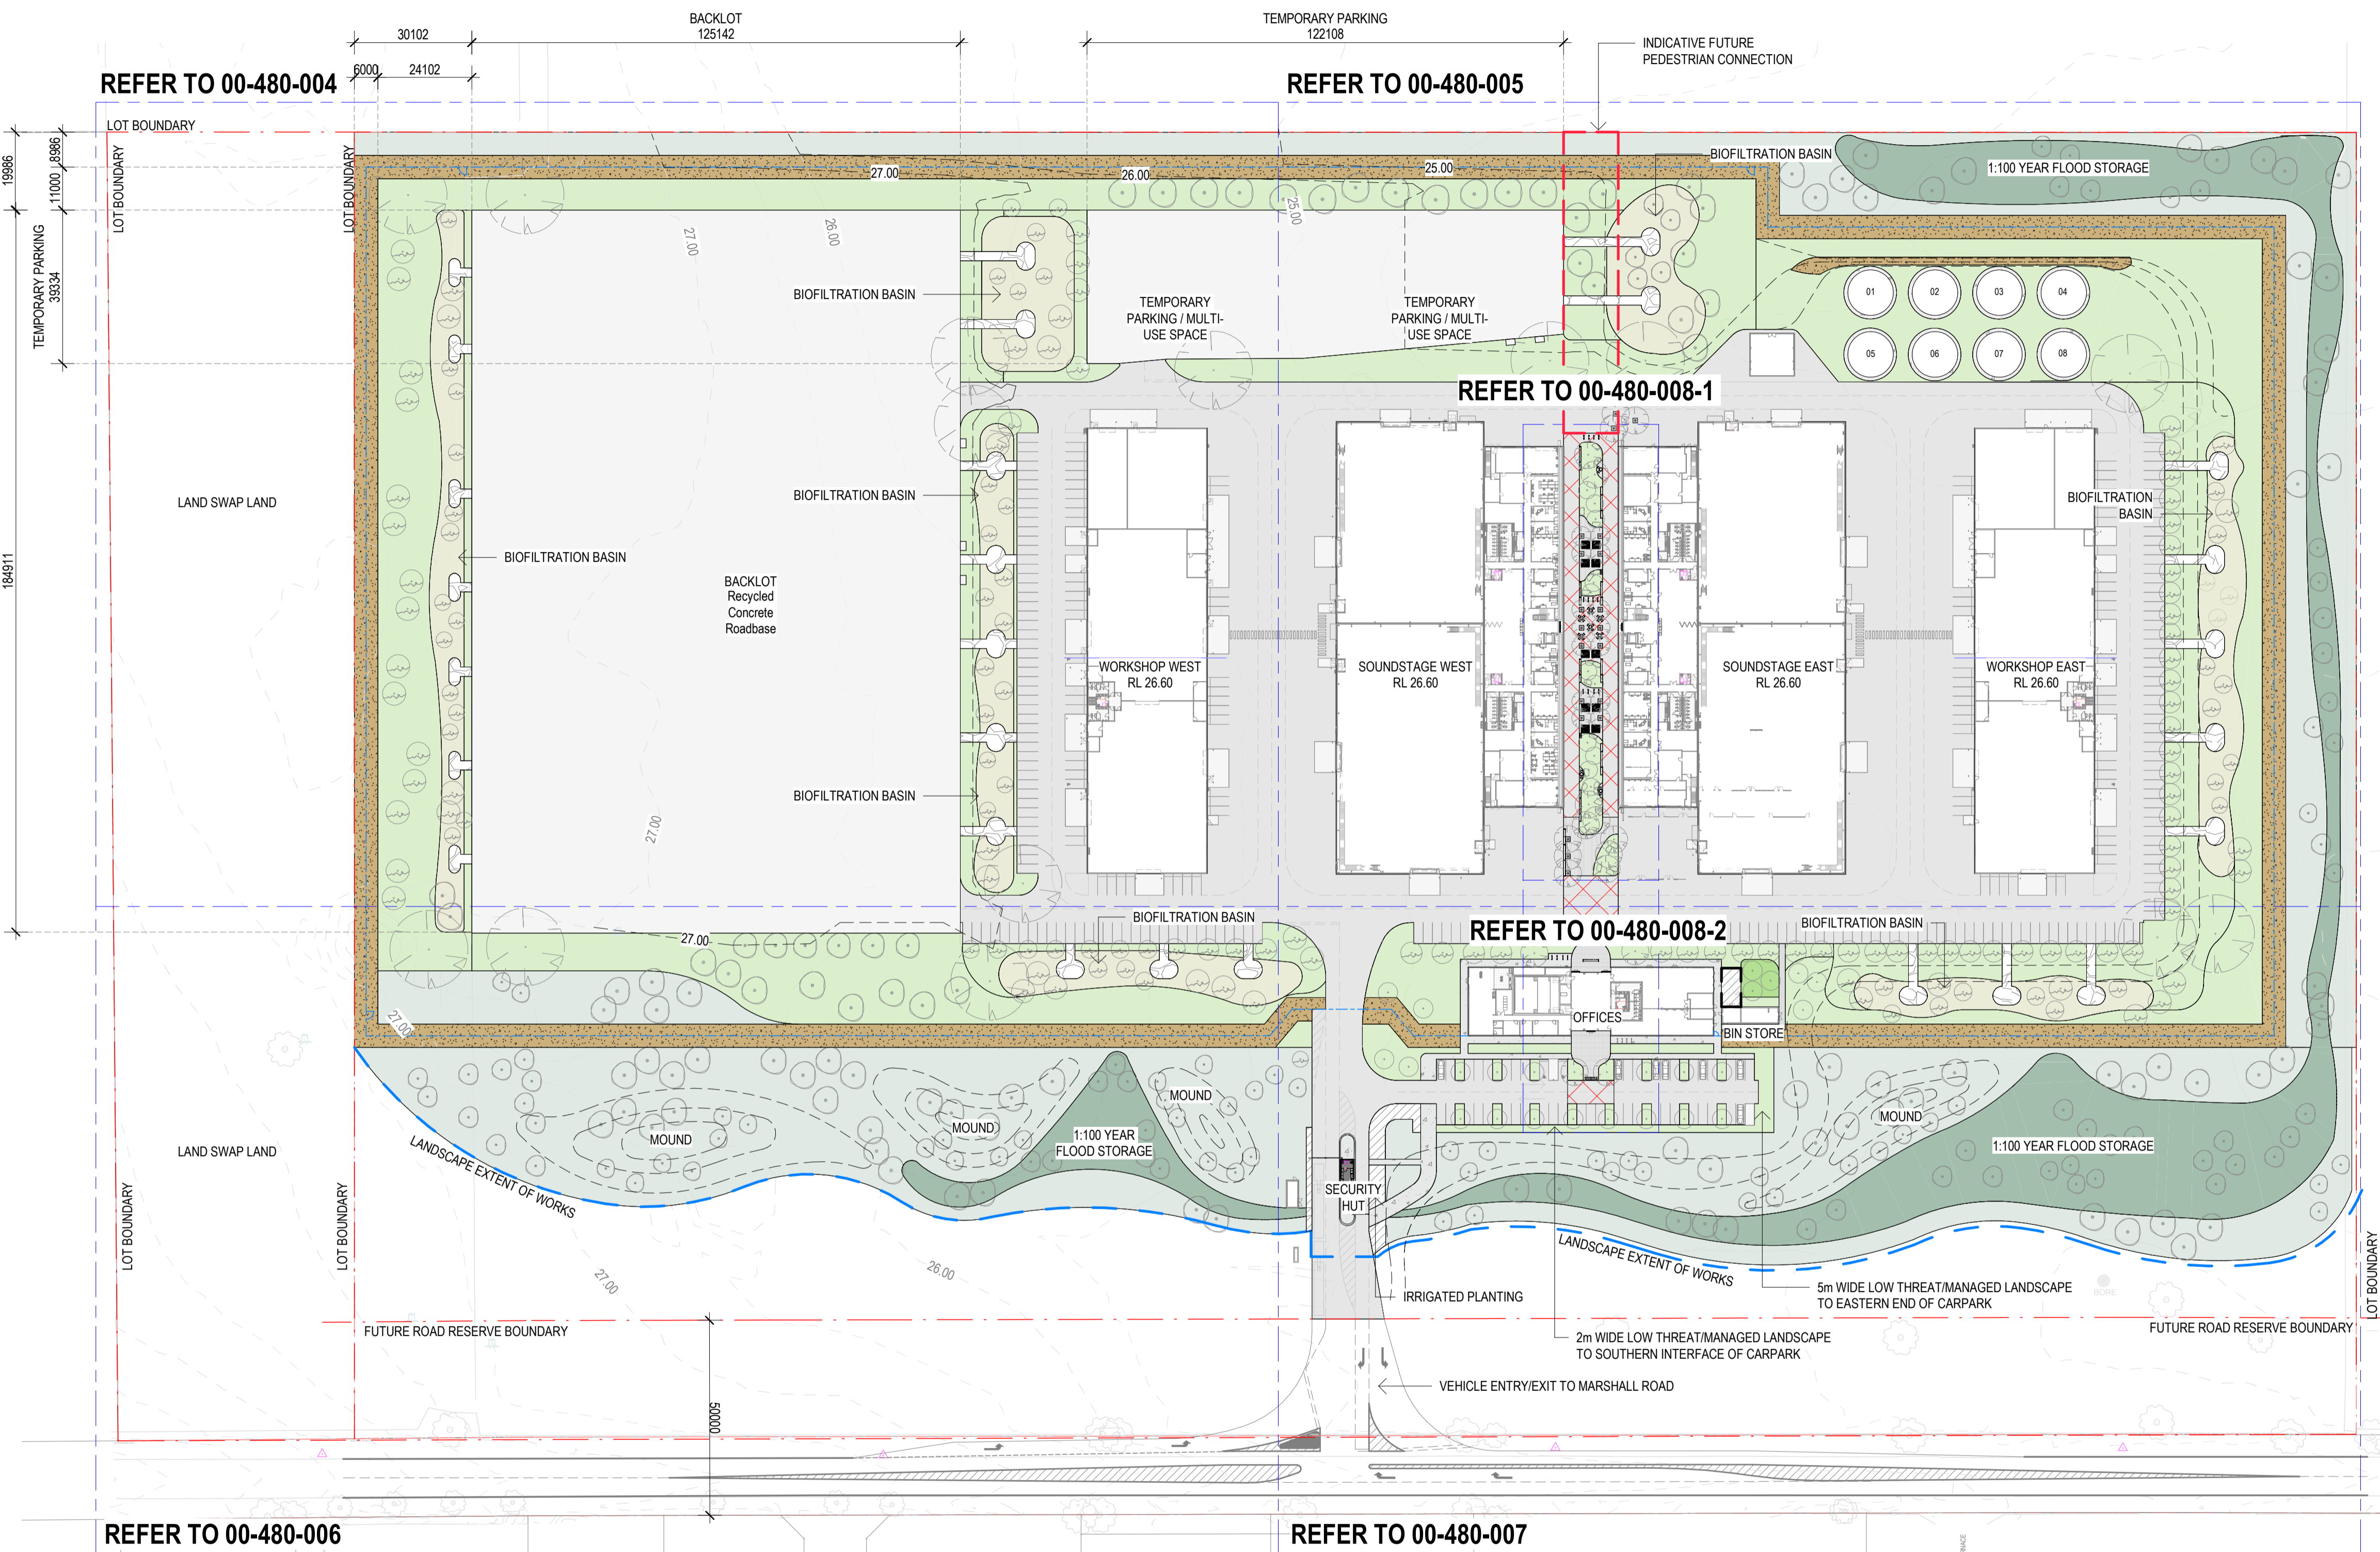 BACKLOT
125142
TEMPORARY PARKING
122108
30102
6000
24102
INDICATIVE FUTURE
PEDESTRIAN CONNECTION
REFER TO 00-480-004
REFER TO 00-480-005
LOT BOUNDARY
LOT BOUNDARY
LOT BOUNDARY
19986
8986
11000
TEMPORARY PARKING
39334
184911
27.00
26.00
25.00
BIOFILTRATION BASIN
1:100 YEAR FLOOD STORAGE
27.00
26.00
25.00
BIOFILTRATION BASIN
TEMPORARY
PARKING / MULTI-
USE SPACE
TEMPORARY
PARKING / MULTI-
USE SPACE
01
02
03
04
05
06
07
08
REFER TO 00-480-008-1
LAND SWAP LAND
BIOFILTRATION BASIN
BIOFILTRATION
BASIN
BIOFILTRATION BASIN
BACKLOT
Recycled
Concrete
Roadbase
WORKSHOP WEST
RL 26.60
SOUNDSTAGE WEST
RL 26.60
SOUNDSTAGE EAST
RL 26.60
WORKSHOP EAST
RL 26.60
BIOFILTRATION BASIN
27.00
BIOFILTRATION BASIN
REFER TO 00-480-008-2
BIOFILTRATION BASIN
27.00
27.00
OFFICES
BIN STORE
MOUND
MOUND
MOUND
MOUND
1:100 YEAR
FLOOD STORAGE
1:100 YEAR FLOOD STORAGE
LAND SWAP LAND
LANDSCAPE EXTENT OF WORKS
SECURITY
HUT
LOT BOUNDARY
LOT BOUNDARY
LOT BOUNDARY
LANDSCAPE EXTENT OF WORKS
27.00
26.00
IRRIGATED PLANTING
5m WIDE LOW THREAT/MANAGED LANDSCAPE
TO EASTERN END OF CARPARK
BORE
FUTURE ROAD RESERVE BOUNDARY
FUTURE ROAD RESERVE BOUNDARY
2m WIDE LOW THREAT/MANAGED LANDSCAPE
TO SOUTHERN INTERFACE OF CARPARK
VEHICLE ENTRY/EXIT TO MARSHALL ROAD
50000
REFER TO 00-480-006
REFER TO 00-480-007